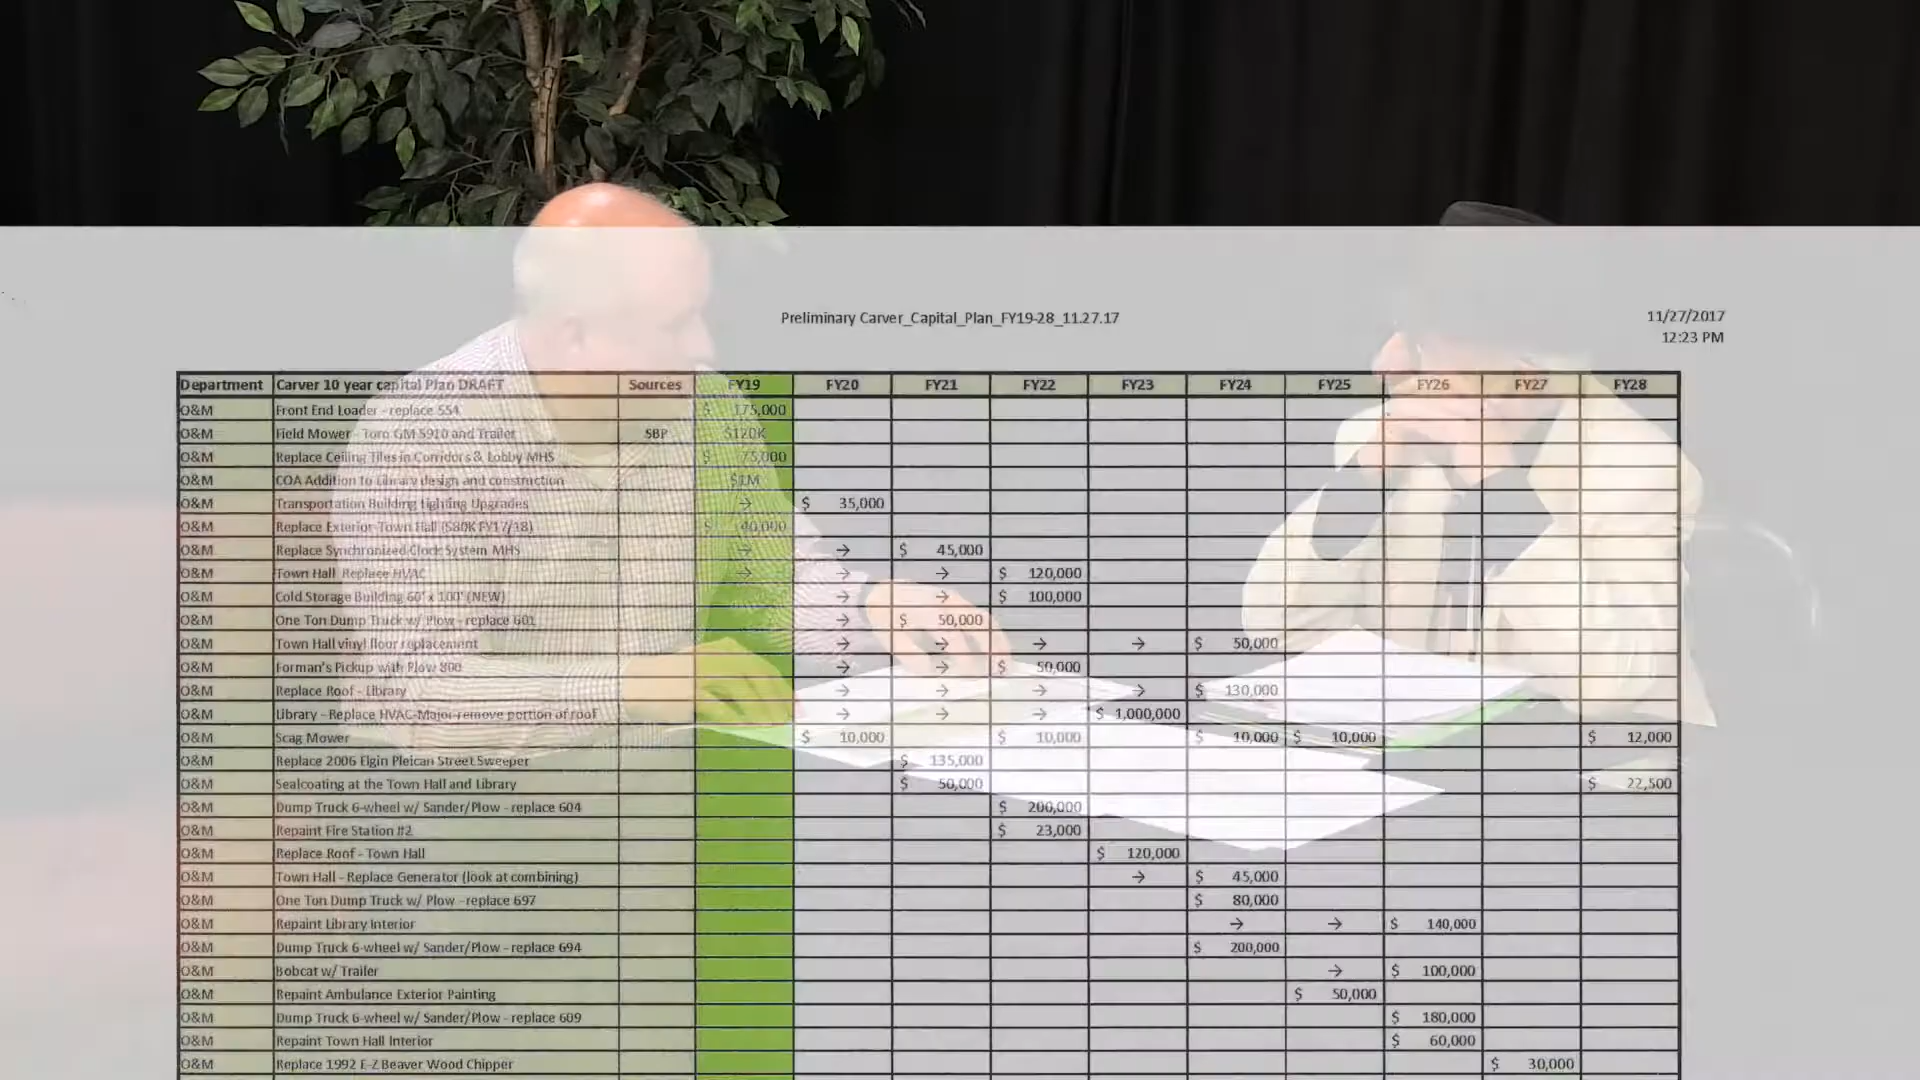 Preliminary Carver_Capital_Plan_FY19-28_11.27.17
11/27/2017
12:23 PM
Department Carver 10 year capital Plan DRAFT Sources FY19 FY20 FY21 FY22 FY23 FY24 FY25 FY26 FY27 FY28
O&M Front End Loader - replace 554 $ 175,000
O&M Field Mower - Toro GM 5910 and Trailer SBP $120K
O&M Replace Ceiling Tiles in Corridors & Lobby MHS $ 75,000
O&M COA Addition to Library design and construction $1M
O&M Transportation Building Lighting Upgrades → $ 35,000
O&M Replace Exterior Town Hall ($80K FY17/18) $ 40,000
O&M Replace Synchronized Clock System MHS → → $ 45,000
O&M Town Hall Replace HVAC → → → $ 120,000
O&M Cold Storage Building 60' x 100' (NEW) → → $ 100,000
O&M One Ton Dump Truck w/ Plow - replace 601 → $ 50,000
O&M Town Hall vinyl floor replacement → → → → $ 50,000
O&M Forman's Pickup with Plow 800 → → $ 50,000
O&M Replace Roof - Library → → → → $ 130,000
O&M Library - Replace HVAC-Major-remove portion of roof → → → $ 1,000,000
O&M Scag Mower $ 10,000 $ 10,000 $ 10,000 $ 10,000 $ 12,000
O&M Replace 2006 Elgin Pleican Street Sweeper $ 135,000
O&M Sealcoating at the Town Hall and Library $ 50,000 $ 22,500
O&M Dump Truck 6-wheel w/ Sander/Plow - replace 604 $ 200,000
O&M Repaint Fire Station #2 $ 23,000
O&M Replace Roof - Town Hall $ 120,000
O&M Town Hall - Replace Generator (look at combining) → $ 45,000
O&M One Ton Dump Truck w/ Plow - replace 697 $ 80,000
O&M Repaint Library Interior → → $ 140,000
O&M Dump Truck 6-wheel w/ Sander/Plow - replace 694 $ 200,000
O&M Bobcat w/ Trailer → $ 100,000
O&M Repaint Ambulance Exterior Painting $ 50,000
O&M Dump Truck 6-wheel w/ Sander/Plow - replace 609 $ 180,000
O&M Repaint Town Hall Interior $ 60,000
O&M Replace 1992 E-Z Beaver Wood Chipper $ 30,000